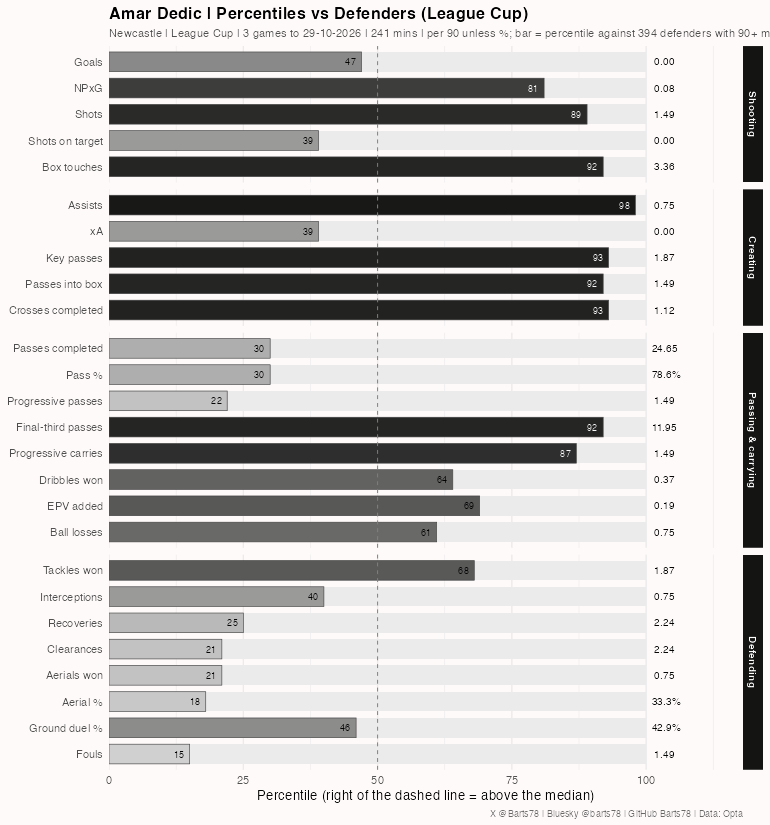 Amar Dedic | Percentiles vs Defenders (League Cup)
Newcastle | League Cup | 3 games to 29-10-2026 | 241 mins | per 90 unless %; bar = percentile against 394 defenders with 90+ m
Goals 47 0.00
NPxG 81 0.08
Shots 89 1.49
Shots on target 39 0.00
Box touches 92 3.36
Shooting
Assists 98 0.75
xA 39 0.00
Key passes 93 1.87
Passes into box 92 1.49
Crosses completed 93 1.12
Creating
Passes completed 30 24.65
Pass % 30 78.6%
Progressive passes 22 1.49
Final-third passes 92 11.95
Progressive carries 87 1.49
Dribbles won 64 0.37
EPV added 69 0.19
Ball losses 61 0.75
Passing & carrying
Tackles won 68 1.87
Interceptions 40 0.75
Recoveries 25 2.24
Clearances 21 2.24
Aerials won 21 0.75
Aerial % 18 33.3%
Ground duel % 46 42.9%
Fouls 15 1.49
Defending
0 25 50 75 100
Percentile (right of the dashed line = above the median)
X @Barts78 | Bluesky @barts78 | GitHub Barts78 | Data: Opta